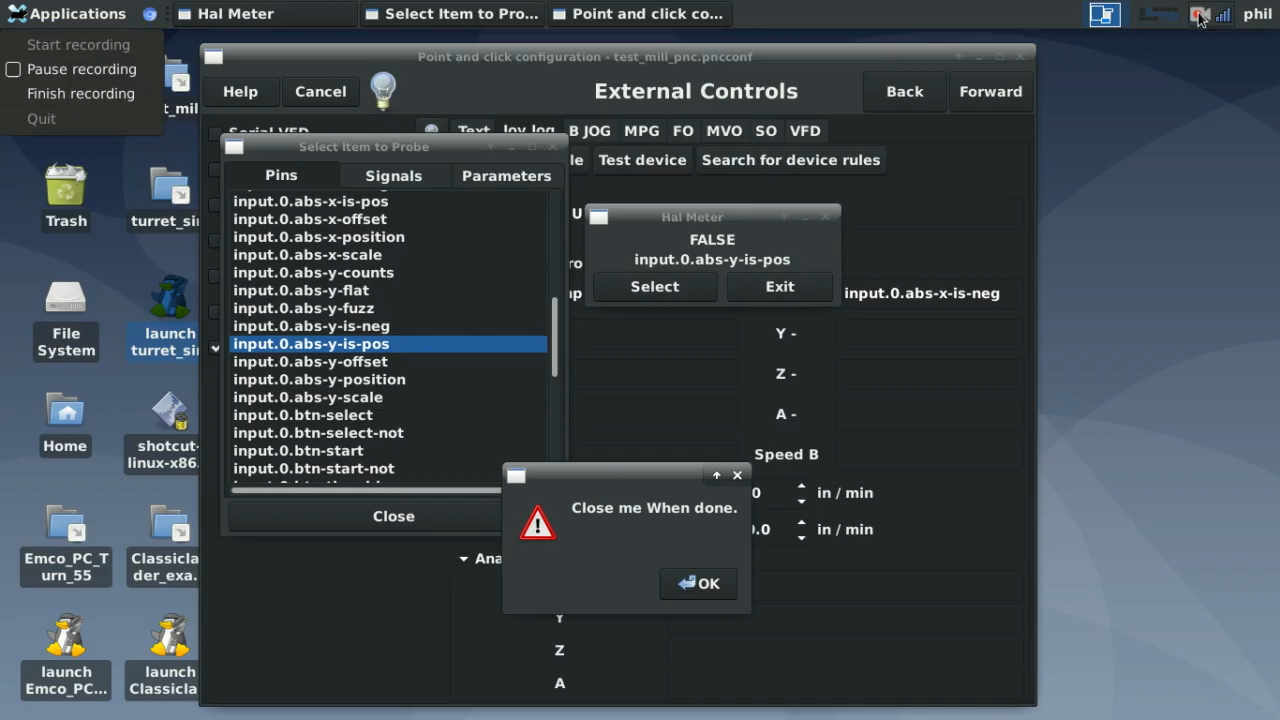 Applications
Hal Meter
Select Item to Pro...
Point and click co...
phil
Start recording
Pause recording
Finish recording
Quit
Point and click configuration - test_mill_pnc.pncconf
Help
Cancel
External Controls
Back
Forward
Text
B JOG
MPG
FO
MVO
SO
VFD
Test device
Search for device rules
Select Item to Probe
Pins
Signals
Parameters
input.0.abs-x-is-pos
input.0.abs-x-offset
input.0.abs-x-position
input.0.abs-x-scale
input.0.abs-y-counts
input.0.abs-y-flat
input.0.abs-y-fuzz
input.0.abs-y-is-neg
input.0.abs-y-is-pos
input.0.abs-y-offset
input.0.abs-y-position
input.0.abs-y-scale
input.0.btn-select
input.0.btn-select-not
input.0.btn-start
input.0.btn-start-not
Close
Hal Meter
FALSE
input.0.abs-y-is-pos
Select
Exit
input.0.abs-x-is-neg
Y -
Z -
A -
Speed B
in / min
in / min
Close me When done.
OK
Ana
Y
Z
A
Trash
turret_sin
File
System
launch
turret_sin
Home
shotcut-
linux-x86.
Emco_PC_T
urn_55
Classicla
der_exa.
launch
Emco_PC...
launch
Classicla